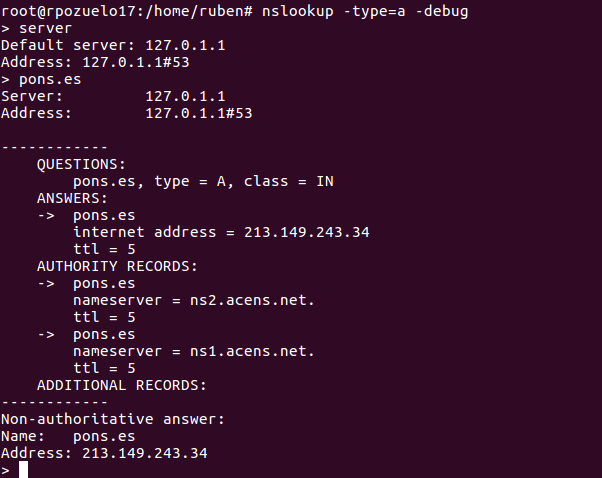 root@rpozuelo17:/home/ruben# nslookup -type=a -debug
> server
Default server: 127.0.1.1
Address: 127.0.1.1#53
> pons.es
Server:         127.0.1.1
Address:        127.0.1.1#53

------------
    QUESTIONS:
        pons.es, type = A, class = IN
    ANSWERS:
    ->  pons.es
        internet address = 213.149.243.34
        ttl = 5
    AUTHORITY RECORDS:
    ->  pons.es
        nameserver = ns2.acens.net.
        ttl = 5
    ->  pons.es
        nameserver = ns1.acens.net.
        ttl = 5
    ADDITIONAL RECORDS:
------------
Non-authoritative answer:
Name:   pons.es
Address: 213.149.243.34
>